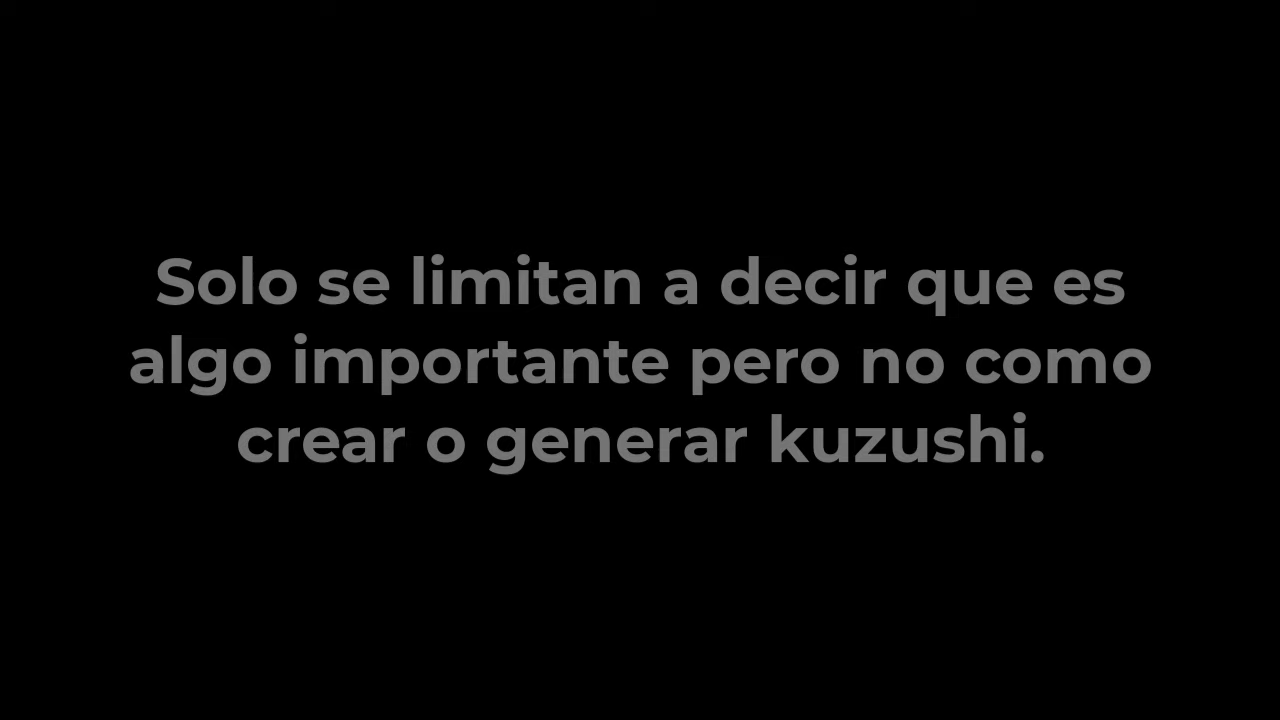 Solo se limitan a decir que es
algo importante pero no como
crear o generar kuzushi.